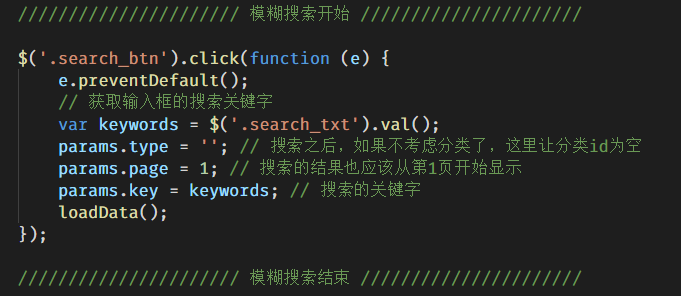 ////////////////////// 模糊搜索开始 //////////////////////
$('.search_btn').click(function (e) {
e.preventDefault();
// 获取输入框的搜索关键字
var keywords = $('.search_txt').val();
params.type = ''; // 搜索之后，如果不考虑分类了，这里让分类id为空
params.page = 1; // 搜索的结果也应该从第1页开始显示
params.key = keywords; // 搜索的关键字
loadData();
});
////////////////////// 模糊搜索结束 //////////////////////